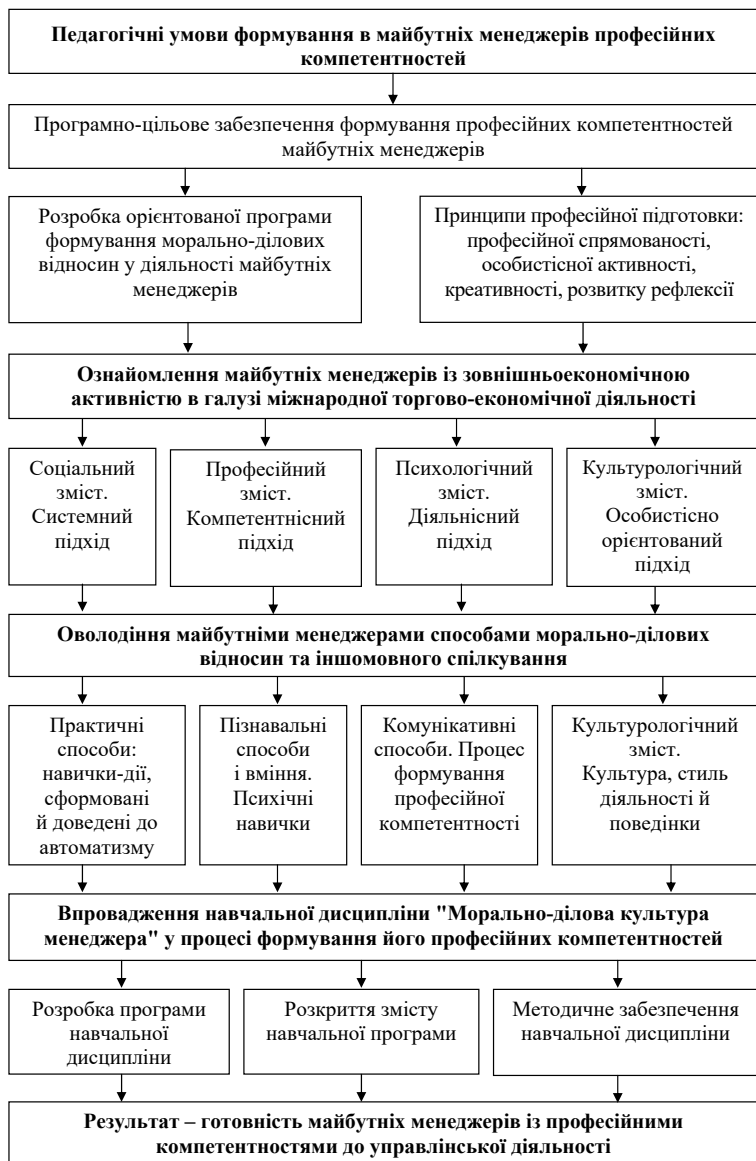 Педагогічні умови формування в майбутніх менеджерів професійних
компетентностей
Програмно-цільове забезпечення формування професійних компетентностей
майбутніх менеджерів
Розробка орієнтованої програми
формування морально-ділових
відносин у діяльності майбутніх
менеджерів
Принципи професійної підготовки:
професійної спрямованості,
особистісної активності,
креативності, розвитку рефлексії
Ознайомлення майбутніх менеджерів із зовнішньоекономічною
активністю в галузі міжнародної торгово-економічної діяльності
Соціальний
зміст.
Системний
підхід
Професійний
зміст.
Компетентнісний
підхід
Психологічний
зміст.
Діяльнісний
підхід
Культурологічний
зміст.
Особистісно
орієнтований
підхід
Оволодіння майбутніми менеджерами способами морально-ділових
відносин та іншомовного спілкування
Практичні
способи:
навички-дії,
сформовані
й доведені до
автоматизму
Пізнавальні
способи
і вміння.
Психічні
навички
Комунікативні
способи. Процес
формування
професійної
компетентності
Культурологічний
зміст.
Культура, стиль
діяльності й
поведінки
Впровадження навчальної дисципліни "Морально-ділова культура
менеджера" у процесі формування його професійних компетентностей
Розробка програми
навчальної
дисципліни
Розкриття змісту
навчальної програми
Методичне забезпечення
навчальної дисципліни
Результат – готовність майбутніх менеджерів із професійними
компетентностями до управлінської діяльності